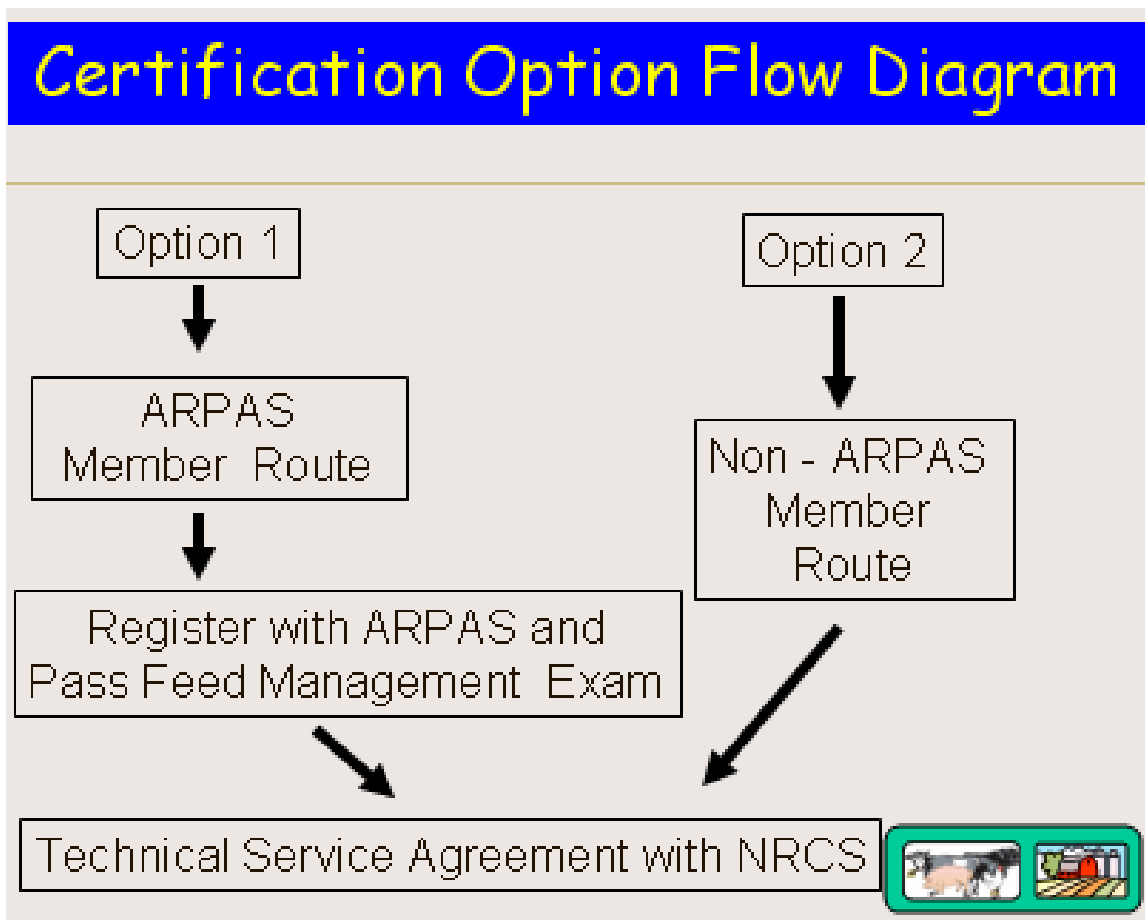 Certification Option Flow Diagram
Option 1
ARPAS
Member Route
Register with ARPAS and
Pass Feed Management Exam
Option 2
Non - ARPAS
Member
Route
Technical Service Agreement with NRCS